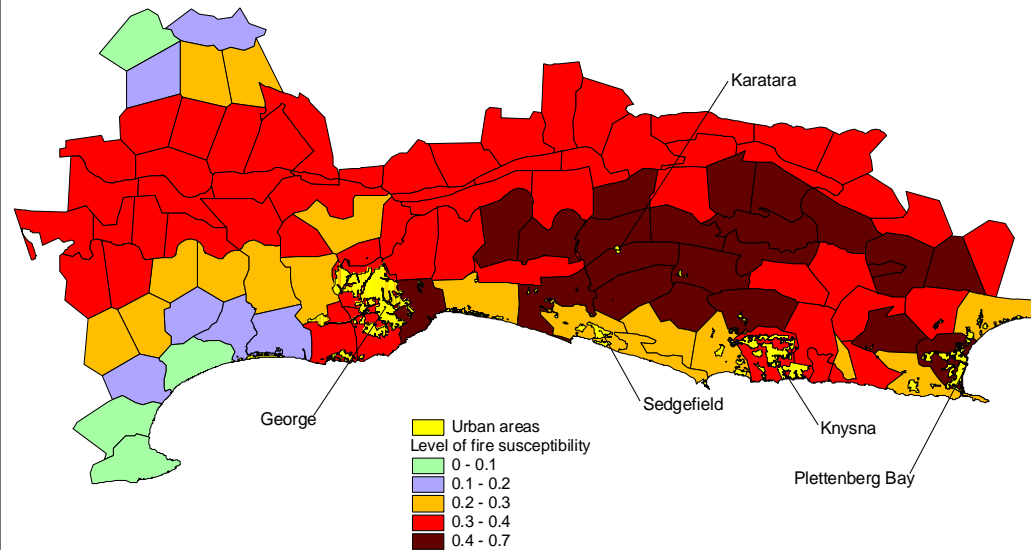 Karatara
Sedgefield
George
Knysna
Plettenberg Bay
Urban areas
Level of fire susceptibility
0 - 0.1
0.1 - 0.2
0.2 - 0.3
0.3 - 0.4
0.4 - 0.7